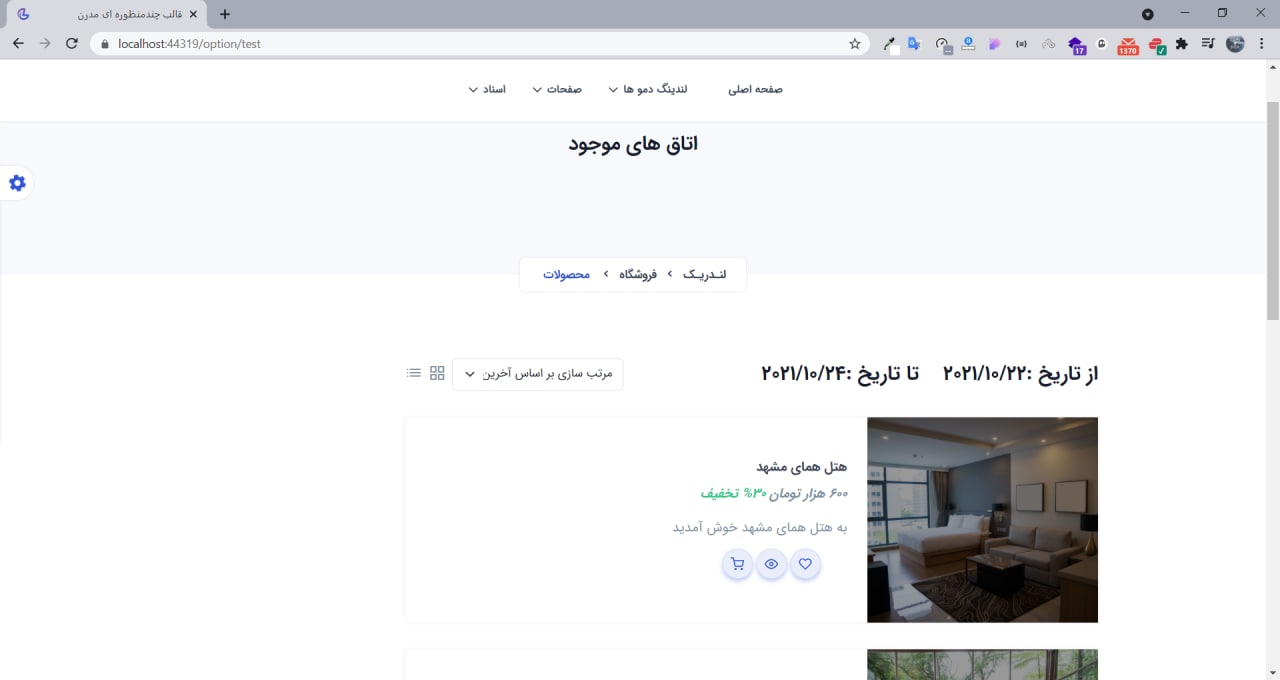 قالب چندمنظوره ای مدرن
localhost:44319/option/test
17
1370
صفحه اصلی
لندینگ دمو ها
صفحات
اسناد
اتاق های موجود
لنـدریـک
فروشگاه
محصولات
از تاریخ :۲۰۲۱/۱۰/۲۲ تا تاریخ :۲۰۲۱/۱۰/۲۴
مرتب سازی بر اساس آخرین
هتل همای مشهد
۶۰۰ هزار تومان ۳۰% تخفیف
به هتل همای مشهد خوش آمدید